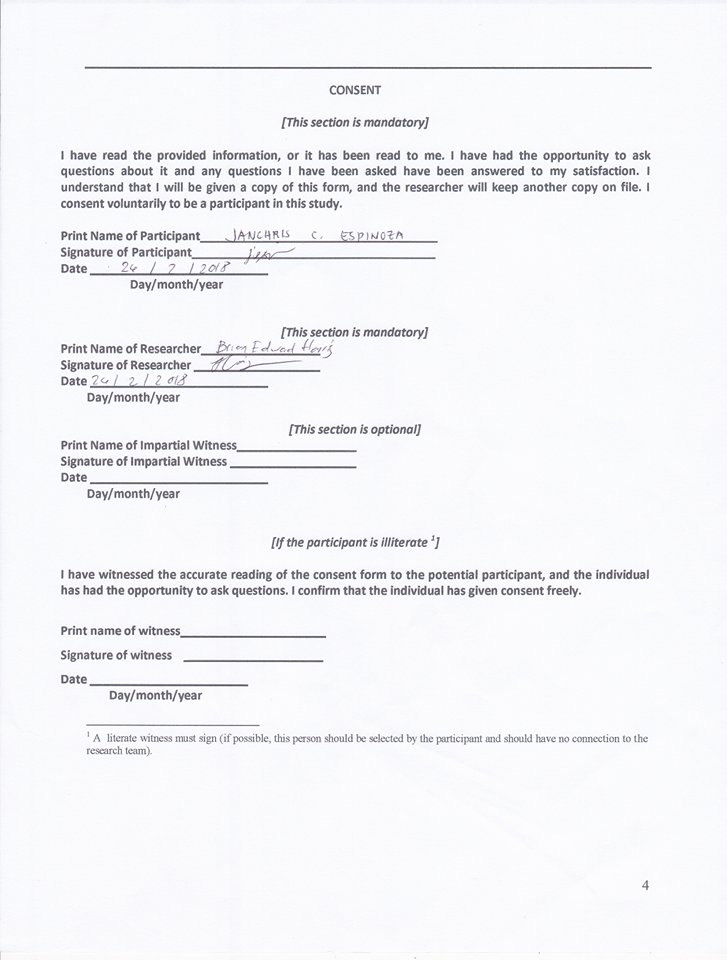 CONSENT
[This section is mandatory]
I have read the provided information, or it has been read to me. I have had the opportunity to ask
questions about it and any questions I have been asked have been answered to my satisfaction. I
understand that I will be given a copy of this form, and the researcher will keep another copy on file. I
consent voluntarily to be a participant in this study.
Print Name of Participant JANCHRIS C. ESPINOZA
Signature of Participant
Date 24 / 2 / 2018
Day/month/year
[This section is mandatory]
Print Name of Researcher Brian Edward
Signature of Researcher
Date 24 / 2 / 2018
Day/month/year
[This section is optional]
Print Name of Impartial Witness
Signature of Impartial Witness
Date
Day/month/year
[If the participant is illiterate 1]
I have witnessed the accurate reading of the consent form to the potential participant, and the individual
has had the opportunity to ask questions. I confirm that the individual has given consent freely.
Print name of witness
Signature of witness
Date
Day/month/year
1 A literate witness must sign (if possible, this person should be selected by the participant and should have no connection to the
research team).
4